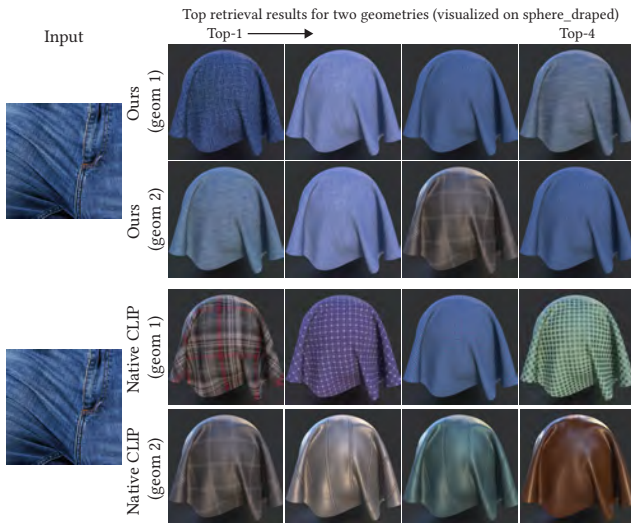 Top retrieval results for two geometries (visualized on sphere_draped)
Input
Top-1
Top-4
Ours
(geom 1)
Ours
(geom 2)
Native CLIP
(geom 1)
Native CLIP
(geom 2)